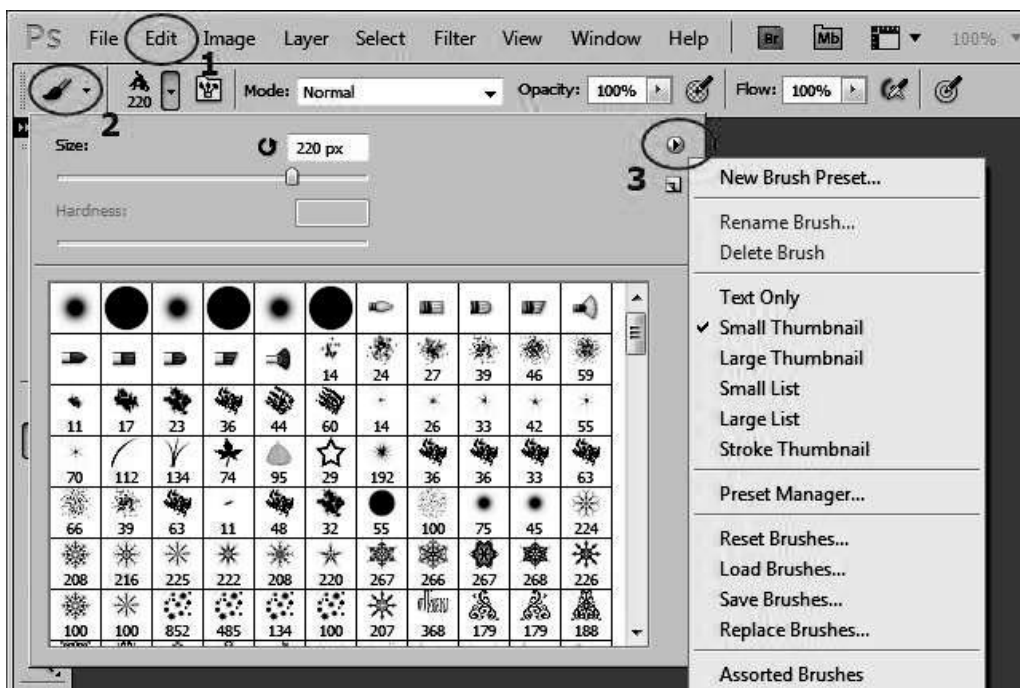 Ps File Edit Image Layer Select Filter View Window Help Br Mb 100%
1
220 Mode: Normal Opacity: 100% Flow: 100%
2
Size: 220 px
3
Hardness:
14 24 27 39 46 59
11 17 23 36 44 60 14 26 33 42 55
70 112 134 74 95 29 192 36 36 33 63
66 39 63 11 48 32 55 100 75 45 224
208 216 225 222 208 220 267 266 267 268 226
100 100 852 485 134 100 207 368 179 179 188
New Brush Preset...
Rename Brush...
Delete Brush
Text Only
Small Thumbnail
Large Thumbnail
Small List
Large List
Stroke Thumbnail
Preset Manager...
Reset Brushes...
Load Brushes...
Save Brushes...
Replace Brushes...
Assorted Brushes